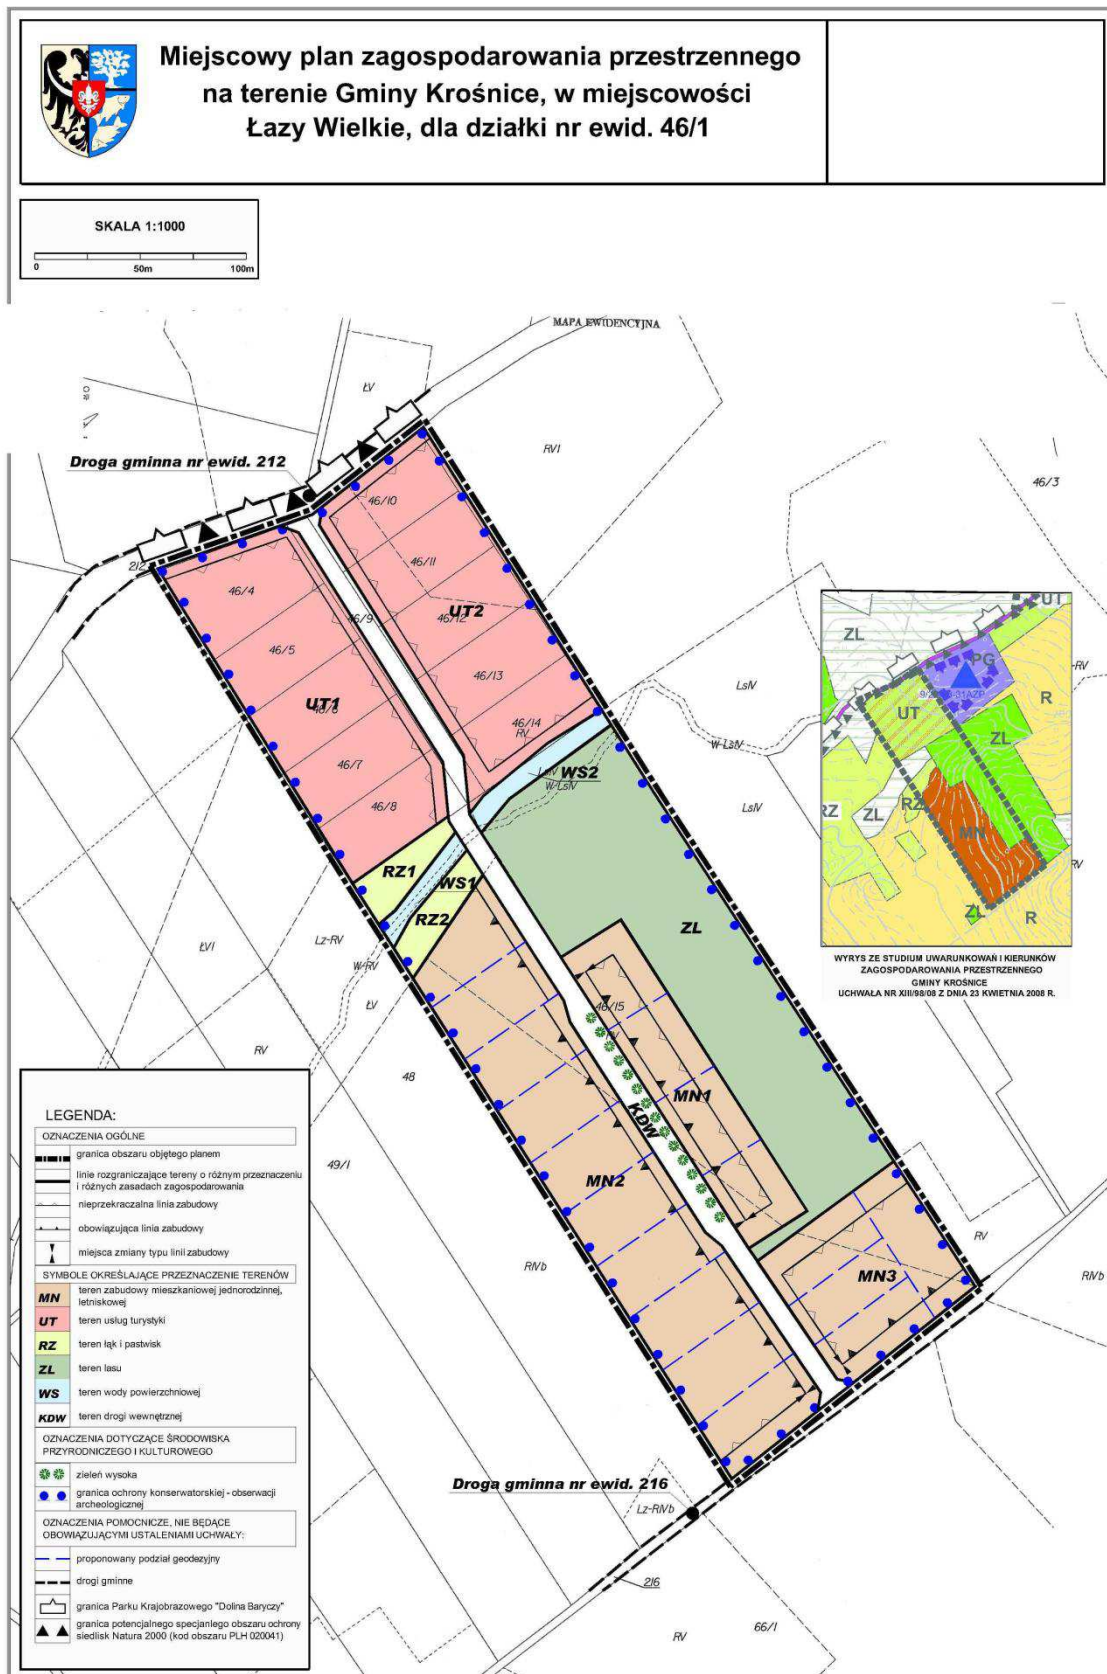 Miejscowy plan zagospodarowania przestrzennego
na terenie Gminy Krośnice, w miejscowości
Łazy Wielkie, dla działki nr ewid. 46/1
SKALA 1:1000
0 50m 100m
MAPA EWIDENCYJNA
ŁV
RVI
46/3
Droga gminna nr ewid. 212
212
46/10
46/11
46/12
46/13
46/14
RV
UT2
46/4
46/5
46/9
UT1
46/7
46/8
LsIV
W-LsIV
LsIV
LsIV
W-LsIV
WS2
RZ1
WS1
RZ2
ZL
ŁVI
Lz-RV
W-RV
ŁV
RV
48
49/1
46/15
MN1
KDW
MN2
MN3
RIVb
RV
RIVb
RV
UT
ZL
PG
UT
R
ZL
RZ
ZL
RZ
MN
ZL
R
-RV
RV
WYRYS ZE STUDIUM UWARUNKOWAŃ I KIERUNKÓW
ZAGOSPODAROWANIA PRZESTRZENNEGO
GMINY KROŚNICE
UCHWAŁA NR XIII/98/08 Z DNIA 23 KWIETNIA 2008 R.
LEGENDA:
OZNACZENIA OGÓLNE
granica obszaru objętego planem
linie rozgraniczające tereny o różnym przeznaczeniu
i różnych zasadach zagospodarowania
nieprzekraczalna linia zabudowy
obowiązująca linia zabudowy
miejsca zmiany typu linii zabudowy
SYMBOLE OKREŚLAJĄCE PRZEZNACZENIE TERENÓW
MN teren zabudowy mieszkaniowej jednorodzinnej,
letniskowej
UT teren usług turystyki
RZ teren łąk i pastwisk
ZL teren lasu
WS teren wody powierzchniowej
KDW teren drogi wewnętrznej
OZNACZENIA DOTYCZĄCE ŚRODOWISKA
PRZYRODNICZEGO I KULTUROWEGO
zieleń wysoka
granica ochrony konserwatorskiej - obserwacji
archeologicznej
OZNACZENIA POMOCNICZE, NIE BĘDĄCE
OBOWIĄZUJĄCYMI USTALENIAMI UCHWAŁY:
proponowany podział geodezyjny
drogi gminne
granica Parku Krajobrazowego "Dolina Baryczy"
granica potencjalnego specjanlego obszaru ochrony
siedlisk Natura 2000 (kod obszaru PLH 020041)
Droga gminna nr ewid. 216
Lz-RIVb
216
66/1
RV